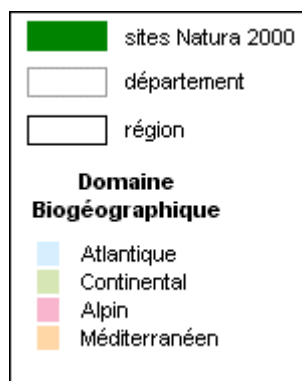 sites Natura 2000
département
région
Domaine
Biogéographique
Atlantique
Continental
Alpin
Méditerranéen